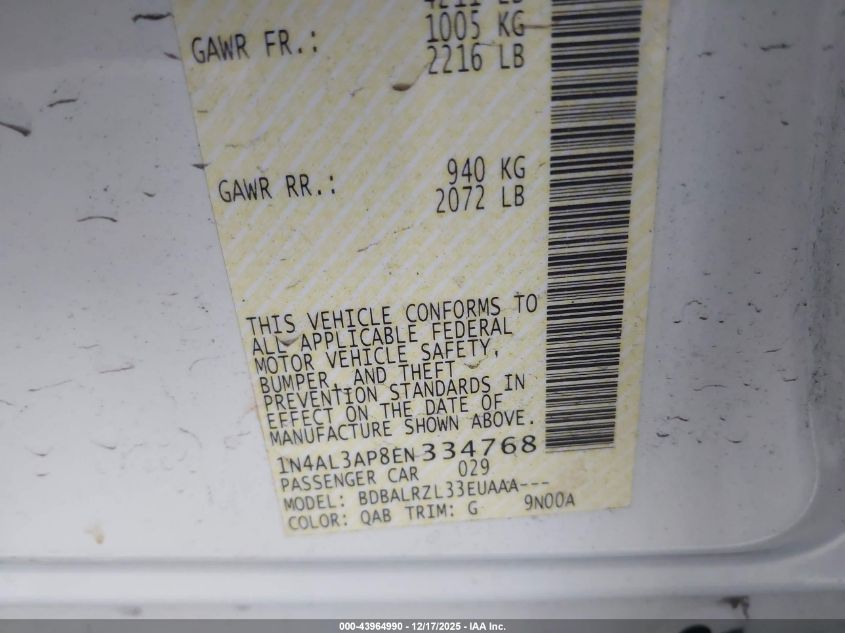 4211 LB
GAWR FR.: 1005 KG
2216 LB
GAWR RR.: 940 KG
2072 LB
THIS VEHICLE CONFORMS TO
ALL APPLICABLE FEDERAL
MOTOR VEHICLE SAFETY,
BUMPER, AND THEFT
PREVENTION STANDARDS IN
EFFECT ON THE DATE OF
MANUFACTURE SHOWN ABOVE.
1N4AL3AP8EN334768
PASSENGER CAR 029
MODEL: BDBALRZL33EUAAA---
COLOR: QAB TRIM: G 9N00A
000-43964990 - 12/17/2025 - IAA Inc.